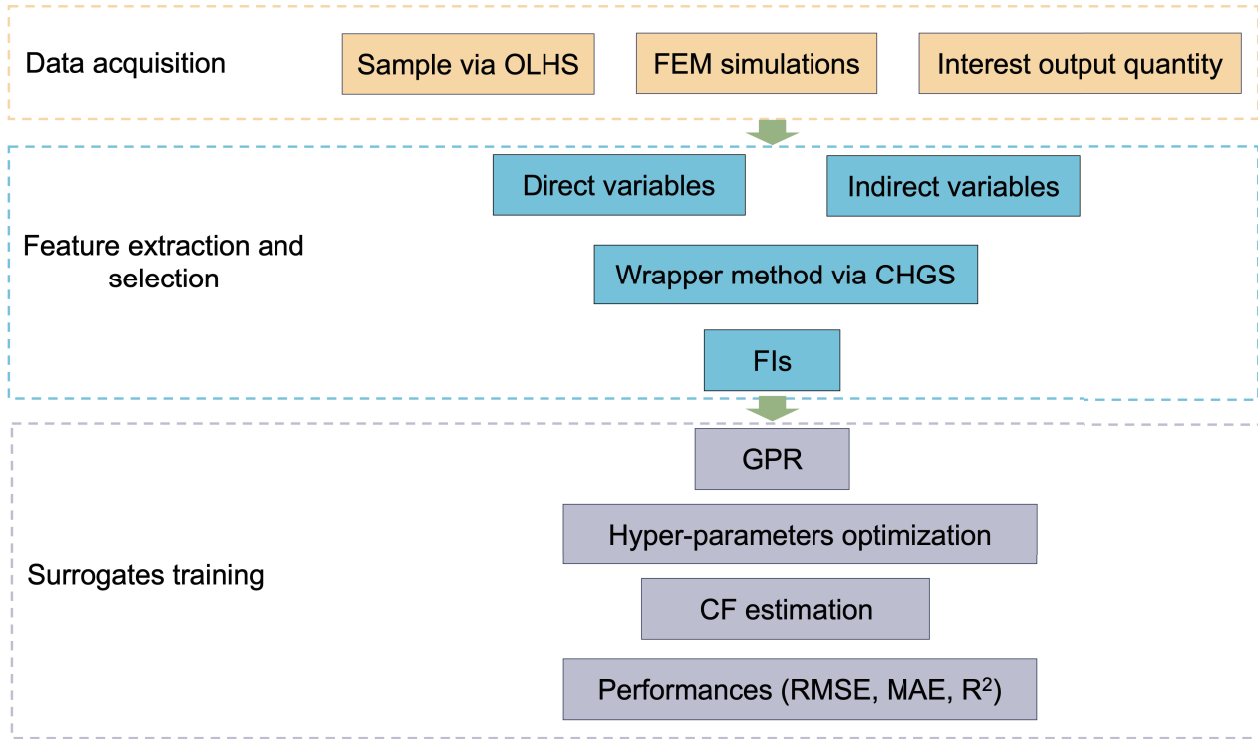 Data acquisition
Sample via OLHS
FEM simulations
Interest output quantity
Direct variables
Indirect variables
Feature extraction and
selection
Wrapper method via CHGS
FIs
GPR
Hyper-parameters optimization
Surrogates training
CF estimation
Performances (RMSE, MAE, R²)